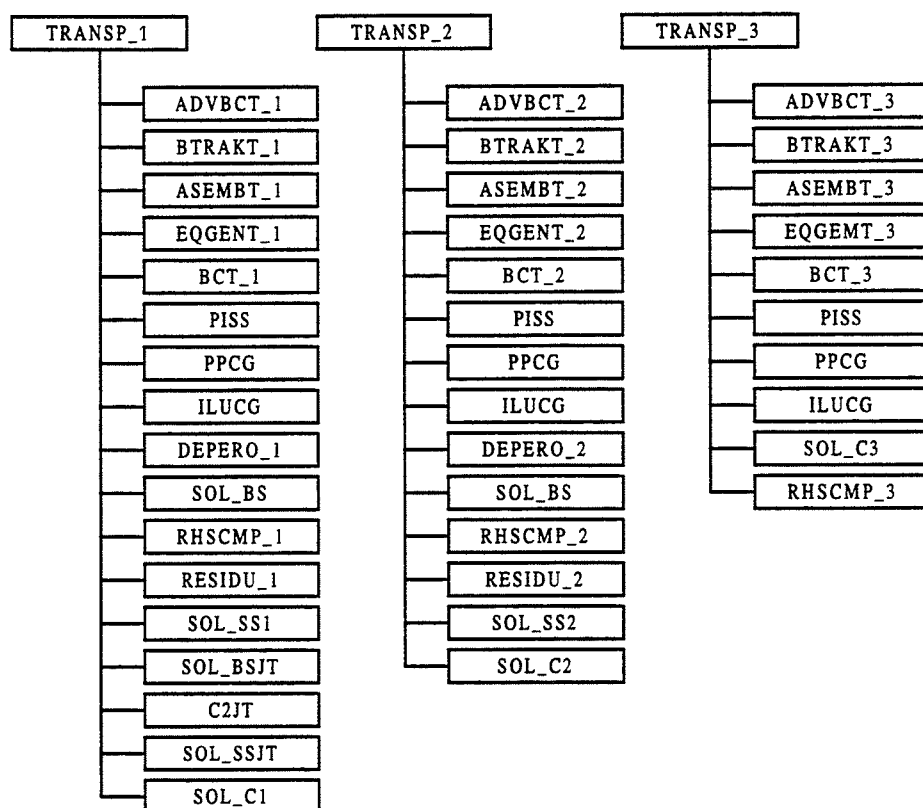 TRANSP_1
ADVBCT_1
BTRAKT_1
ASEMBT_1
EQGENT_1
BCT_1
PISS
PPCG
ILUCG
DEPERO_1
SOL_BS
RHSCMP_1
RESIDU_1
SOL_SS1
SOL_BSJT
C2JT
SOL_SSJT
SOL_C1
TRANSP_2
ADVBCT_2
BTRAKT_2
ASEMBT_2
EQGENT_2
BCT_2
PISS
PPCG
ILUCG
DEPERO_2
SOL_BS
RHSCMP_2
RESIDU_2
SOL_SS2
SOL_C2
TRANSP_3
ADVBCT_3
BTRAKT_3
ASEMBT_3
EQGEMT_3
BCT_3
PISS
PPCG
ILUCG
SOL_C3
RHSCMP_3